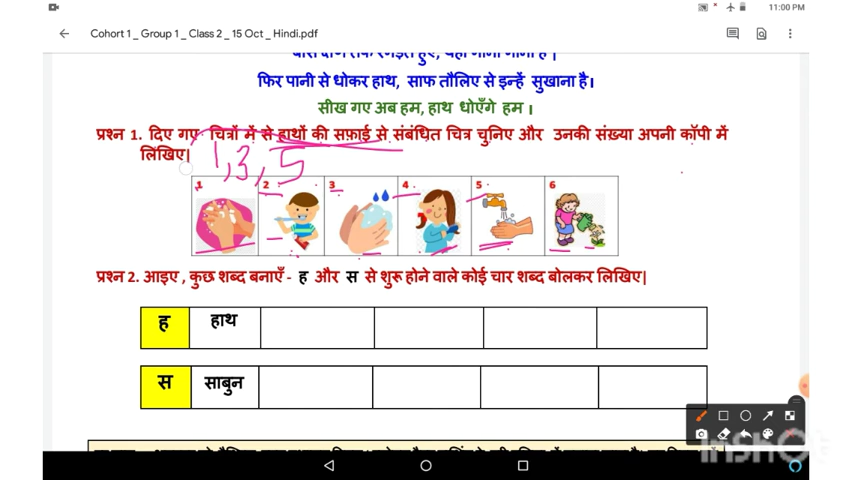 11:00 PM
Cohort 1 _ Group 1 _ Class 2 _ 15 Oct _ Hindi.pdf
फिर पानी से धोकर हाथ, साफ तौलिए से इन्हें सुखाना है।
सीख गए अब हम, हाथ धोएँगे हम ।
प्रश्न 1. दिए गए चित्रों में से हाथों की सफ़ाई से संबंधित चित्र चुनिए और उनकी संख्या अपनी कॉपी में
लिखिए|
1, 3, 5
1 2 3 4 5 6
प्रश्न 2. आइए , कुछ शब्द बनाएँ - ह और स से शुरू होने वाले कोई चार शब्द बोलकर लिखिए|
ह हाथ
स साबुन
InShOt